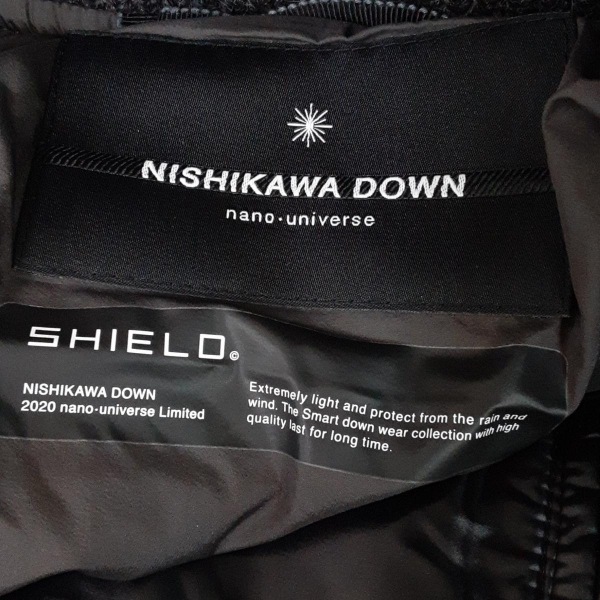 NISHIKAWA DOWN
nano·universe
SHIELD©
NISHIKAWA DOWN
2020 nano·universe Limited
Extremely light and protect from the rain and
wind. The Smart down wear collection with high
quality last for long time.